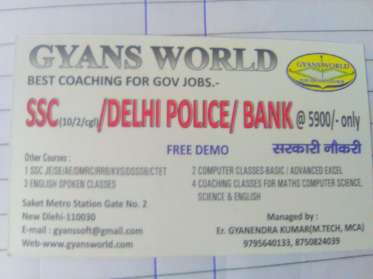 GYANS WORLD
GYANSWORLD
BEST COACHING FOR GOV JOBS.-
SSC(10/2/cgl)/DELHI POLICE/ BANK @ 5900/- only
FREE DEMO सरकारी नौकरी
Other Courses :
1 SSC JE/SE/AE/DMRC/RRB/KVS/DSSSB/CTET
2 COMPUTER CLASSES-BASIC / ADVANCED EXCEL
3 ENGLISH SPOKEN CLASSES
4 COACHING CLASSES FOR MATHS COMPUTER SCIENCE,
SCIENCE & ENGLISH
Saket Metro Station Gate No. 2
New Dlehi-110030
E-mail : gyanssoft@gmail.com
Web-www.gyansworld.com
Managed by :
Er. GYANENDRA KUMAR(M.TECH, MCA)
9795640133, 8750824039